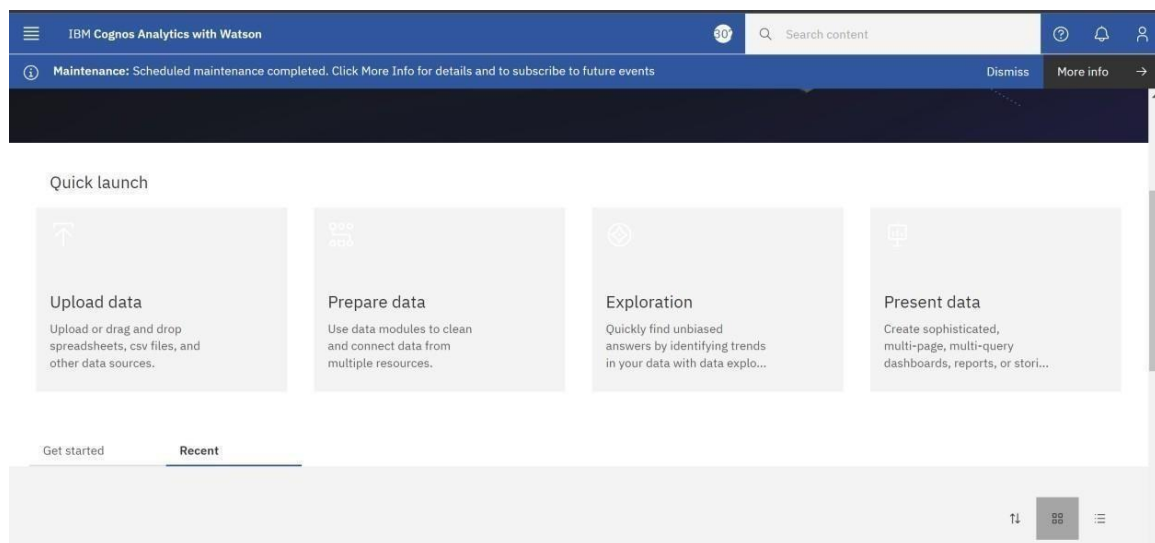 IBM Cognos Analytics with Watson
30
Search content
Maintenance: Scheduled maintenance completed. Click More Info for details and to subscribe to future events
Dismiss
More info
Quick launch
Upload data
Upload or drag and drop
spreadsheets, csv files, and
other data sources.
Prepare data
Use data modules to clean
and connect data from
multiple resources.
Exploration
Quickly find unbiased
answers by identifying trends
in your data with data explo...
Present data
Create sophisticated,
multi-page, multi-query
dashboards, reports, or stori...
Get started
Recent